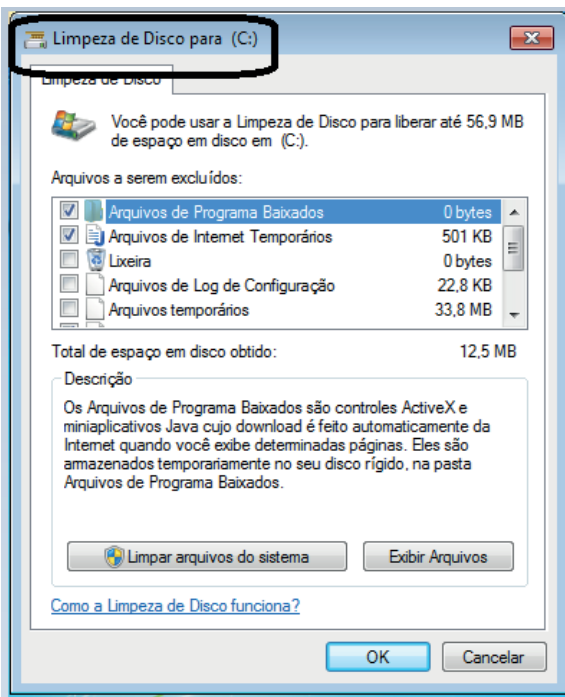 Limpeza de Disco para  (C:)
Limpeza de Disco
Você pode usar a Limpeza de Disco para liberar até 56,9 MB
de espaço em disco em  (C:).
Arquivos a serem excluídos:
Arquivos de Programa Baixados 0 bytes
Arquivos de Internet Temporários 501 KB
Lixeira 0 bytes
Arquivos de Log de Configuração 22,8 KB
Arquivos temporários 33,8 MB
Total de espaço em disco obtido: 12,5 MB
Descrição
Os Arquivos de Programa Baixados são controles ActiveX e
miniaplicativos Java cujo download é feito automaticamente da
Internet quando você exibe determinadas páginas. Eles são
armazenados temporariamente no seu disco rígido, na pasta
Arquivos de Programa Baixados.
Limpar arquivos do sistema Exibir Arquivos
Como a Limpeza de Disco funciona?
OK Cancelar